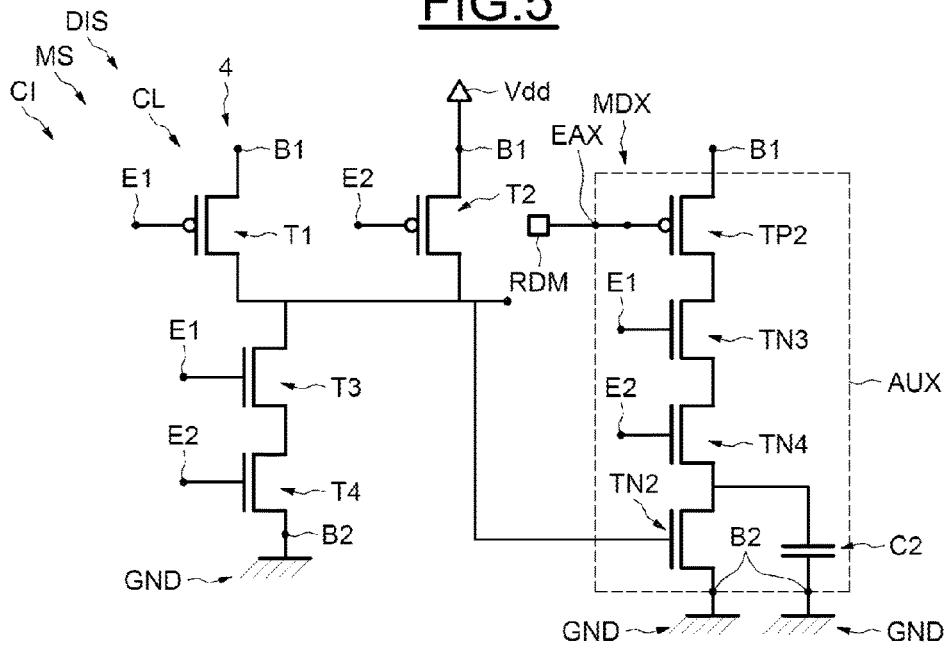 FIG.5
DIS
MS
CI
CL
4
B1
E1
T1
Vdd
B1
E2
T2
MDX
EAX
RDM
B1
TP2
E1
TN3
E2
TN4
AUX
TN2
B2
C2
E1
T3
E2
T4
B2
GND
GND
GND